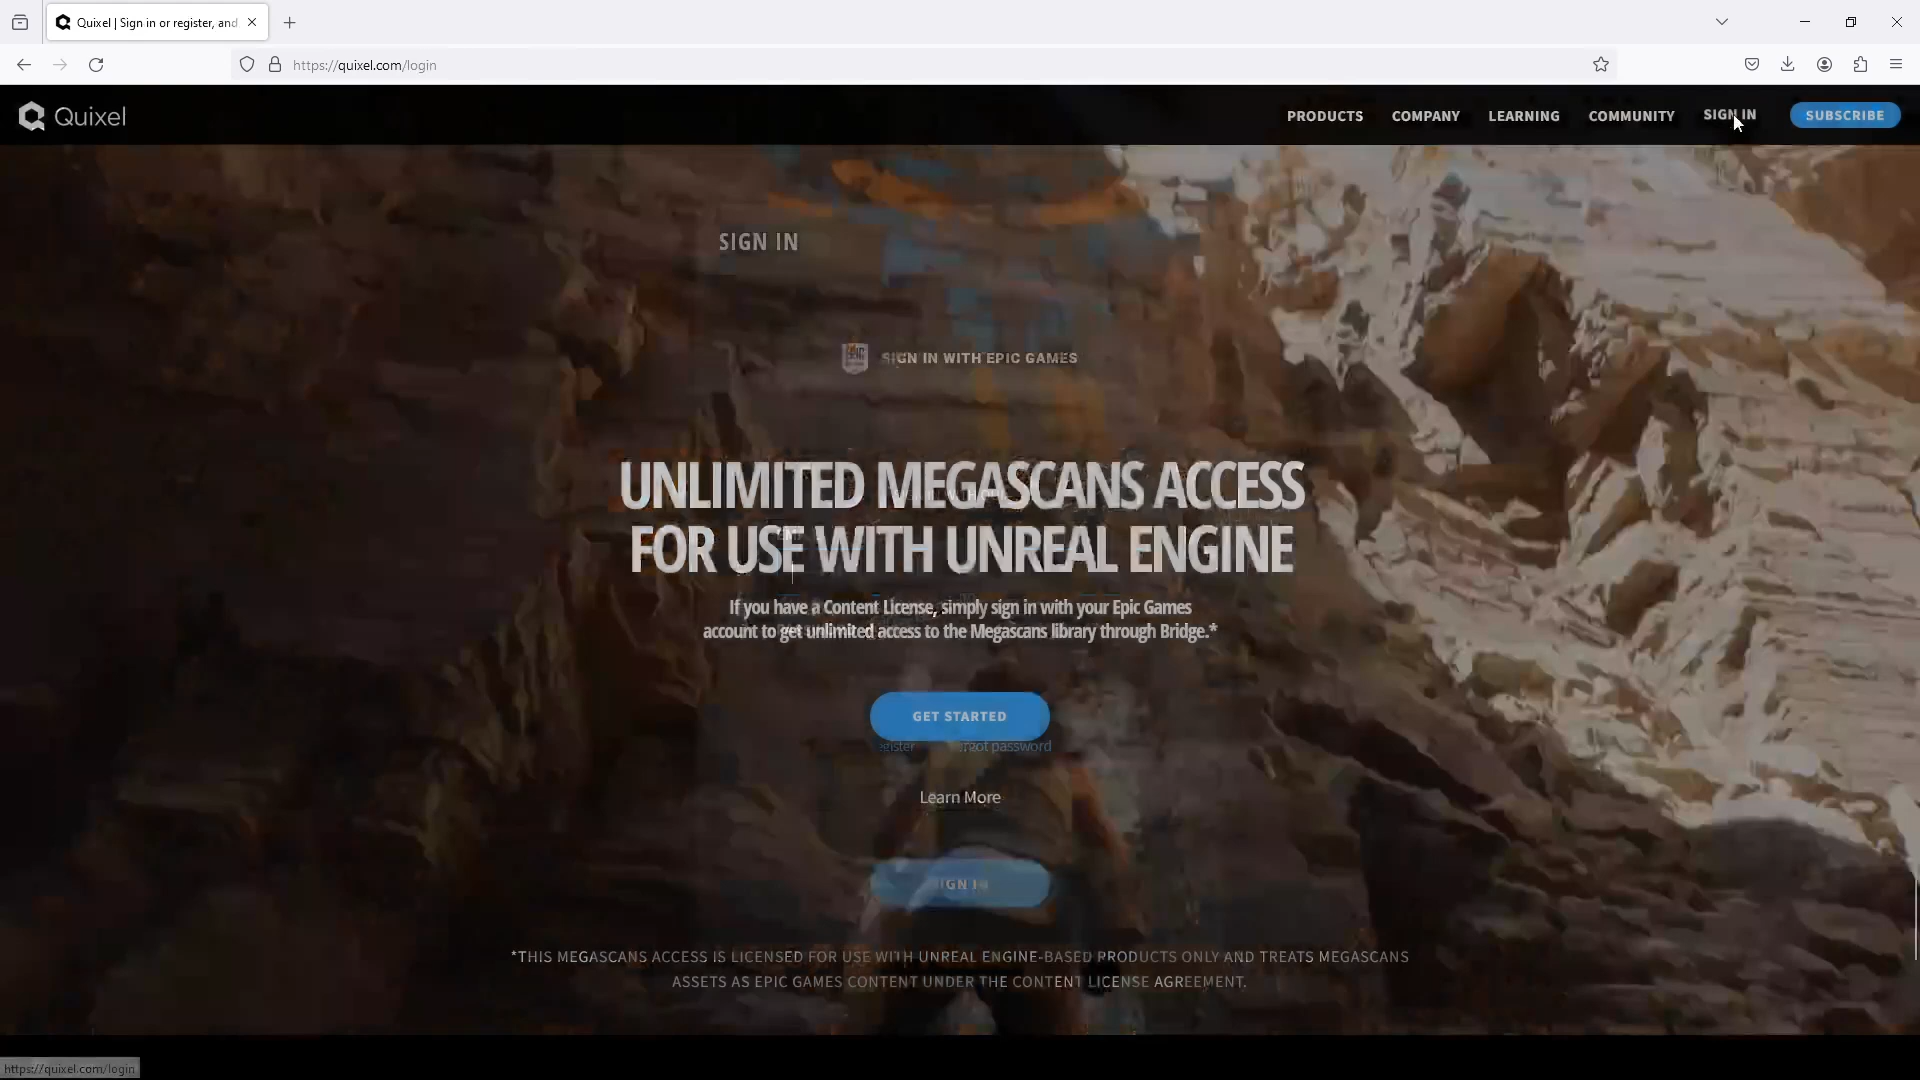 Quixel | Sign in or register, and
https://quixel.com/login
Quixel
PRODUCTS
COMPANY
LEARNING
COMMUNITY
SIGN IN
SUBSCRIBE
SIGN IN
SIGN IN WITH EPIC GAMES
UNLIMITED MEGASCANS ACCESS
FOR USE WITH UNREAL ENGINE
If you have a Content License, simply sign in with your Epic Games
account to get unlimited access to the Megascans library through Bridge.*
GET STARTED
Forgot password
Learn More
SIGN IN
*THIS MEGASCANS ACCESS IS LICENSED FOR USE WITH UNREAL ENGINE-BASED PRODUCTS ONLY AND TREATS MEGASCANS
ASSETS AS EPIC GAMES CONTENT UNDER THE CONTENT LICENSE AGREEMENT.
https://quixel.com/login